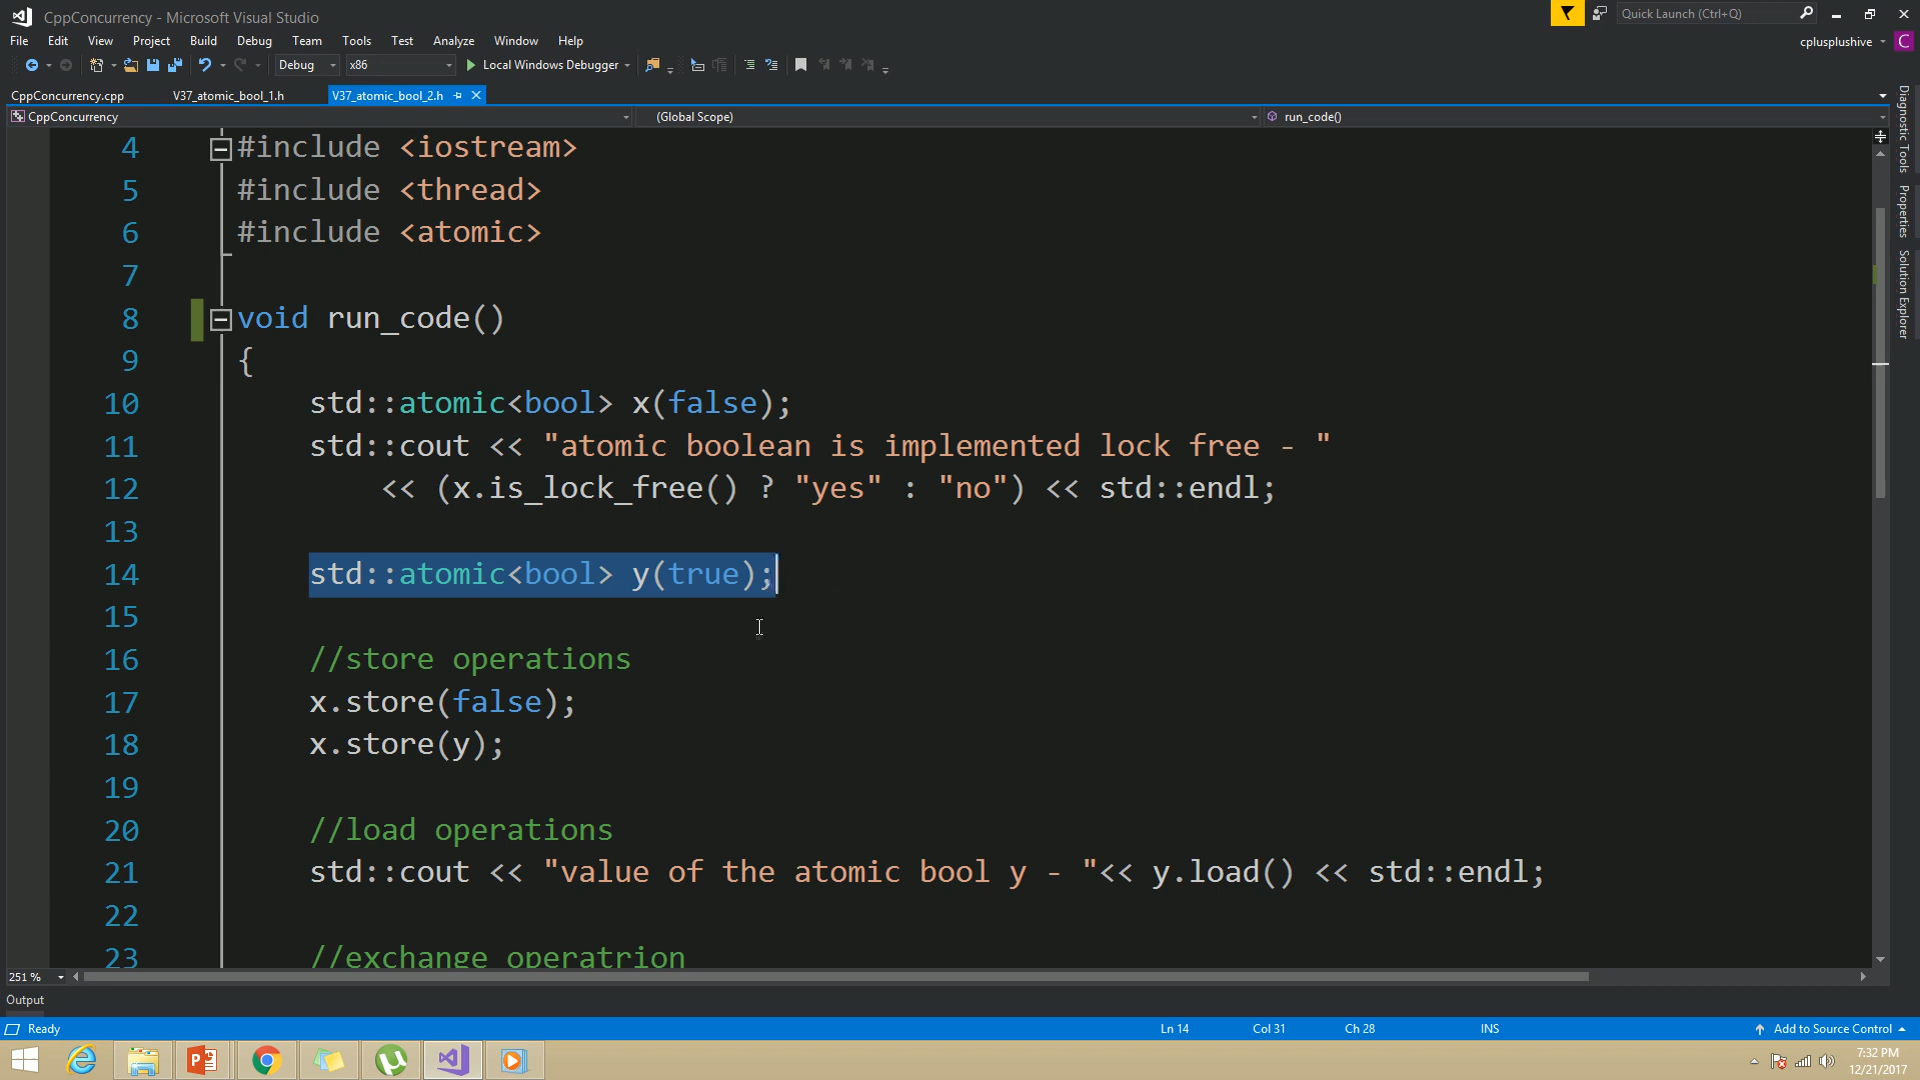 CppConcurrency - Microsoft Visual Studio
Quick Launch (Ctrl+Q)
File Edit View Project Build Debug Team Tools Test Analyze Window Help
cplusplushive C
Debug x86 Local Windows Debugger
CppConcurrency.cpp V37_atomic_bool_1.h V37_atomic_bool_2.h
CppConcurrency (Global Scope) run_code()
Diagnostic Tools
Properties
Solution Explorer
4 #include <iostream>
5 #include <thread>
6 #include <atomic>
7
8 void run_code()
9 {
10 std::atomic<bool> x(false);
11 std::cout << "atomic boolean is implemented lock free - "
12 << (x.is_lock_free() ? "yes" : "no") << std::endl;
13
14 std::atomic<bool> y(true);
15
16 //store operations
17 x.store(false);
18 x.store(y);
19
20 //load operations
21 std::cout << "value of the atomic bool y - "<< y.load() << std::endl;
22
23 //exchange operatrion
251 %
Output
Ready Ln 14 Col 31 Ch 28 INS Add to Source Control
7:32 PM
12/21/2017